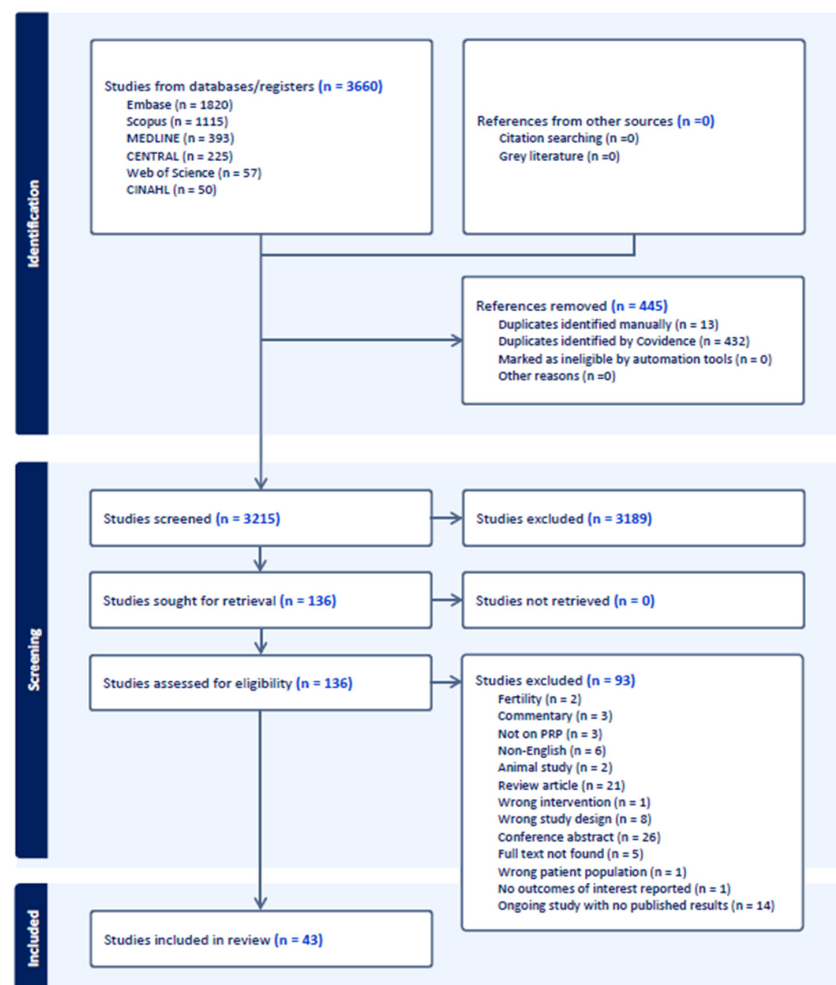 Identification
Studies from databases/registers (n = 3660)
Embase (n = 1820)
Scopus (n = 1115)
MEDLINE (n = 393)
CENTRAL (n = 225)
Web of Science (n = 57)
CINAHL (n = 50)
References from other sources (n =0)
Citation searching (n =0)
Grey literature (n =0)
References removed (n = 445)
Duplicates identified manually (n = 13)
Duplicates identified by Covidence (n = 432)
Marked as ineligible by automation tools (n = 0)
Other reasons (n =0)
Screening
Studies screened (n = 3215)
Studies excluded (n = 3189)
Studies sought for retrieval (n = 136)
Studies not retrieved (n = 0)
Studies assessed for eligibility (n = 136)
Studies excluded (n = 93)
Fertility (n = 2)
Commentary (n = 3)
Not on PRP (n = 3)
Non-English (n = 6)
Animal study (n = 2)
Review article (n = 21)
Wrong intervention (n = 1)
Wrong study design (n = 8)
Conference abstract (n = 26)
Full text not found (n = 5)
Wrong patient population (n = 1)
No outcomes of interest reported (n = 1)
Ongoing study with no published results (n = 14)
Included
Studies included in review (n = 43)